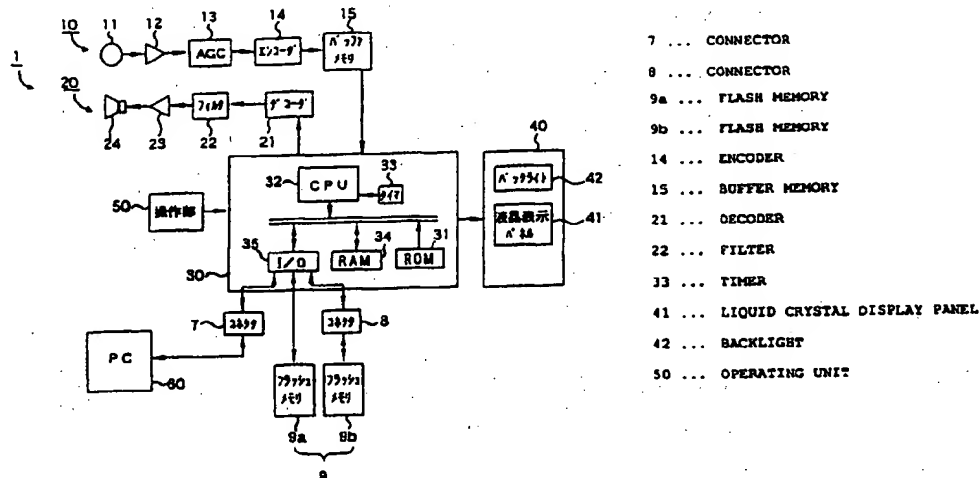 10
11
12
13
14
15
1
AGC
エンコーダ
バッファ
メモリ
20
24
23
フィルタ
22
デコーダ
21
33
32
CPU
タイマ
40
バックライト
42
50
操作部
液晶表示
パネル
41
35
I/O
RAM
34
31
ROM
30
7
コネクタ
コネクタ
8
PC
60
フラッシュ
メモリ
フラッシュ
メモリ
9a
9b
9
7 ... CONNECTOR
8 ... CONNECTOR
9a ... FLASH MEMORY
9b ... FLASH MEMORY
14 ... ENCODER
15 ... BUFFER MEMORY
21 ... DECODER
22 ... FILTER
33 ... TIMER
41 ... LIQUID CRYSTAL DISPLAY PANEL
42 ... BACKLIGHT
50 ... OPERATING UNIT